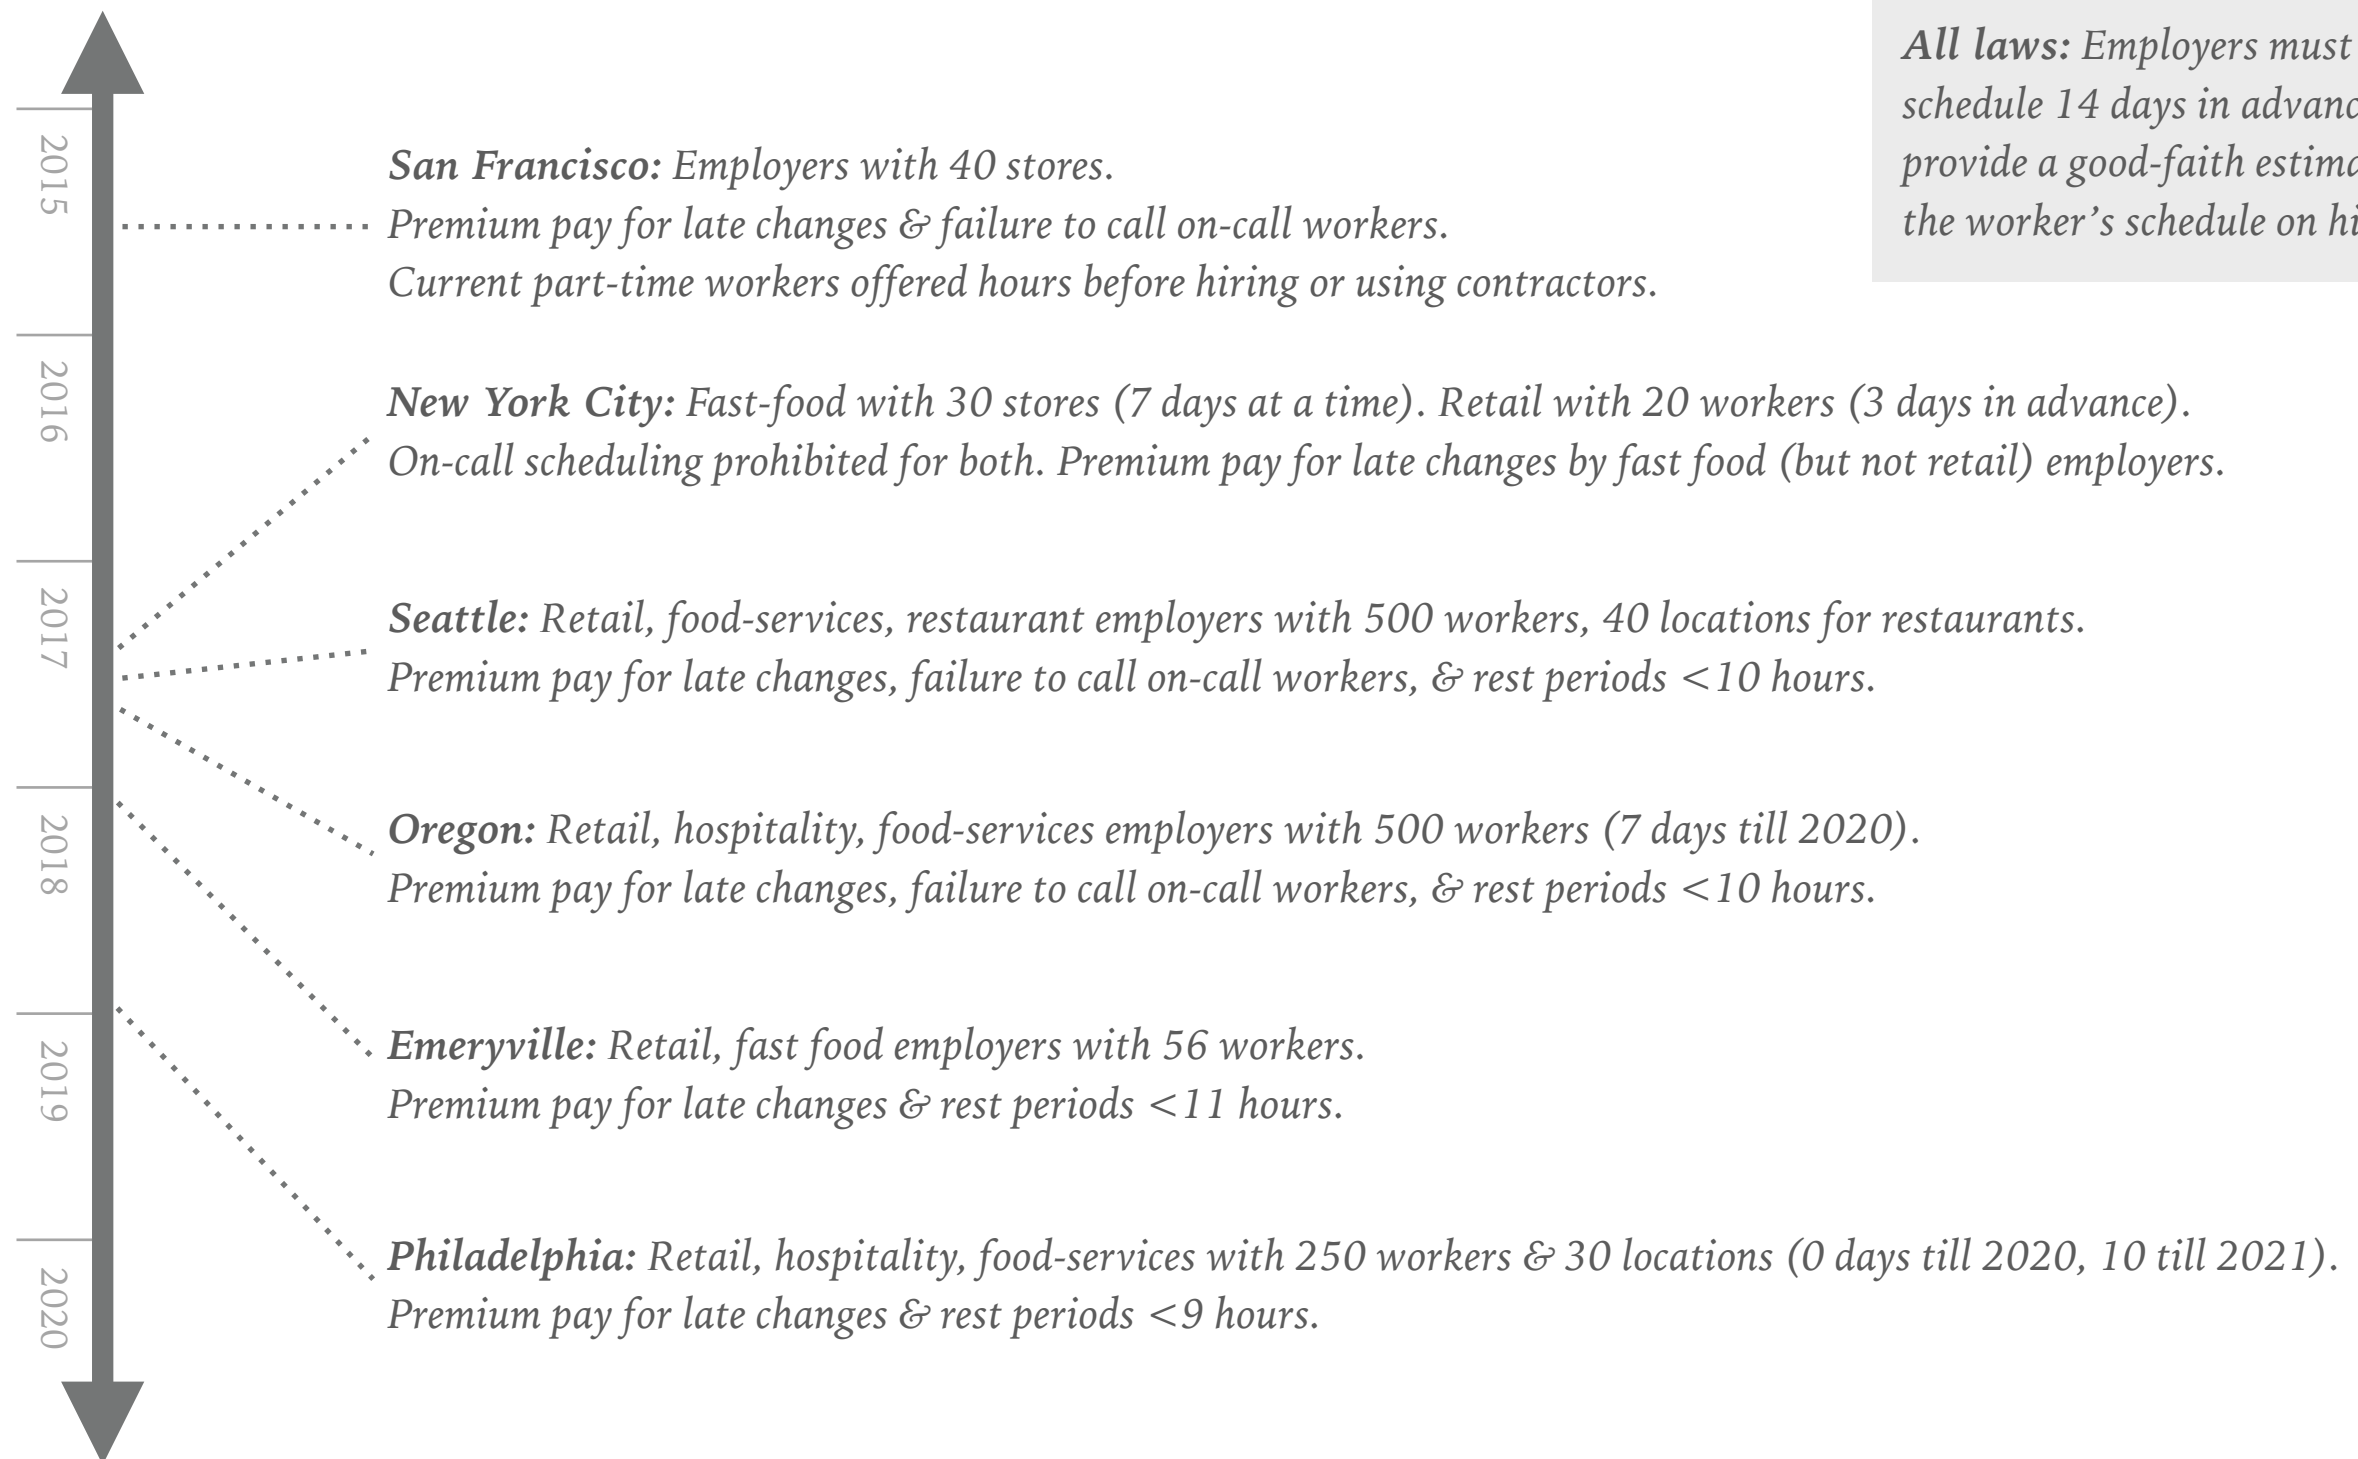 All laws: Employers must
schedule 14 days in advanc
provide a good-faith estima
the worker's schedule on hi
2015
San Francisco: Employers with 40 stores.
Premium pay for late changes & failure to call on-call workers.
Current part-time workers offered hours before hiring or using contractors.
2016
New York City: Fast-food with 30 stores (7 days at a time). Retail with 20 workers (3 days in advance).
On-call scheduling prohibited for both. Premium pay for late changes by fast food (but not retail) employers.
2017
Seattle: Retail, food-services, restaurant employers with 500 workers, 40 locations for restaurants.
Premium pay for late changes, failure to call on-call workers, & rest periods <10 hours.
2018
Oregon: Retail, hospitality, food-services employers with 500 workers (7 days till 2020).
Premium pay for late changes, failure to call on-call workers, & rest periods <10 hours.
2019
Emeryville: Retail, fast food employers with 56 workers.
Premium pay for late changes & rest periods <11 hours.
2020
Philadelphia: Retail, hospitality, food-services with 250 workers & 30 locations (0 days till 2020, 10 till 2021).
Premium pay for late changes & rest periods <9 hours.